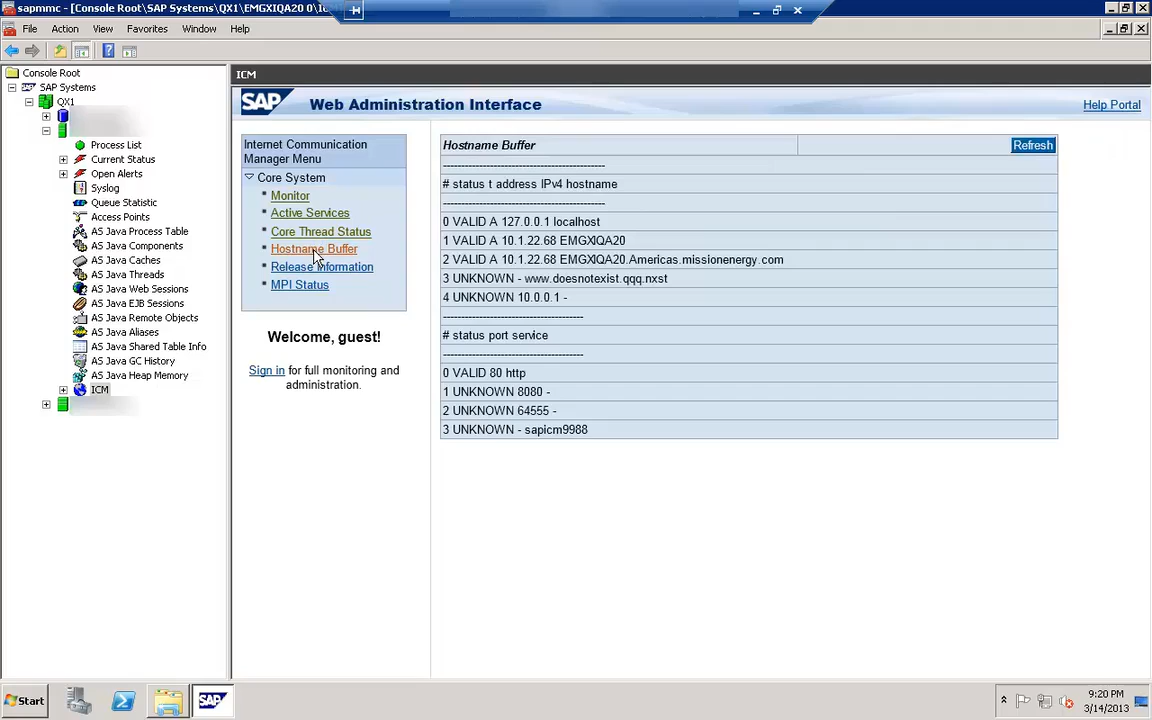 sapmmc - [Console Root\SAP Systems\QX1\EMGXIQA20 0\
File Action View Favorites Window Help
Console Root
SAP Systems
QX1
Process List
Current Status
Open Alerts
Syslog
Queue Statistic
Access Points
AS Java Process Table
AS Java Components
AS Java Caches
AS Java Threads
AS Java Web Sessions
AS Java EJB Sessions
AS Java Remote Objects
AS Java Aliases
AS Java Shared Table Info
AS Java GC History
AS Java Heap Memory
ICM
ICM
SAP Web Administration Interface
Help Portal
Internet Communication
Manager Menu
Core System
Monitor
Active Services
Core Thread Status
Hostname Buffer
Release Information
MPI Status
Welcome, guest!
Sign in for full monitoring and
administration.
Hostname Buffer Refresh
---------------------------------------------
# status t address IPv4 hostname
---------------------------------------------
0 VALID A 127.0.0.1 localhost
1 VALID A 10.1.22.68 EMGXIQA20
2 VALID A 10.1.22.68 EMGXIQA20.Americas.missionenergy.com
3 UNKNOWN - www.doesnotexist.qqq.nxst
4 UNKNOWN 10.0.0.1 -
---------------------------------------
# status port service
---------------------------------------
0 VALID 80 http
1 UNKNOWN 8080 -
2 UNKNOWN 64555 -
3 UNKNOWN - sapicm9988
Start
SAP
9:20 PM
3/14/2013